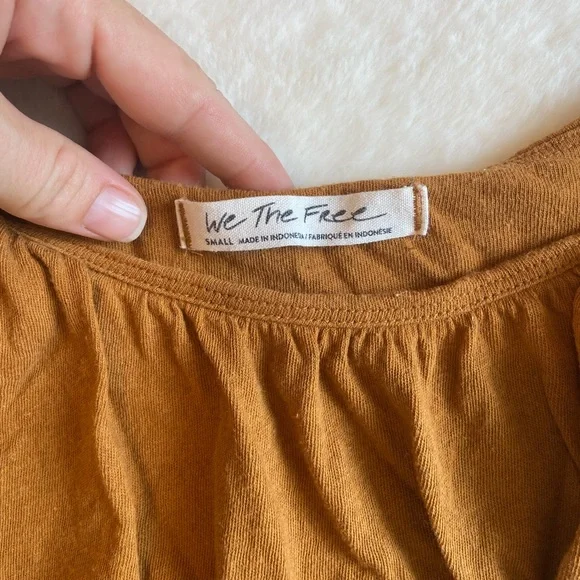 We The Free
SMALL MADE IN INDONESIA / FABRIQUÉ EN INDONÉSIE